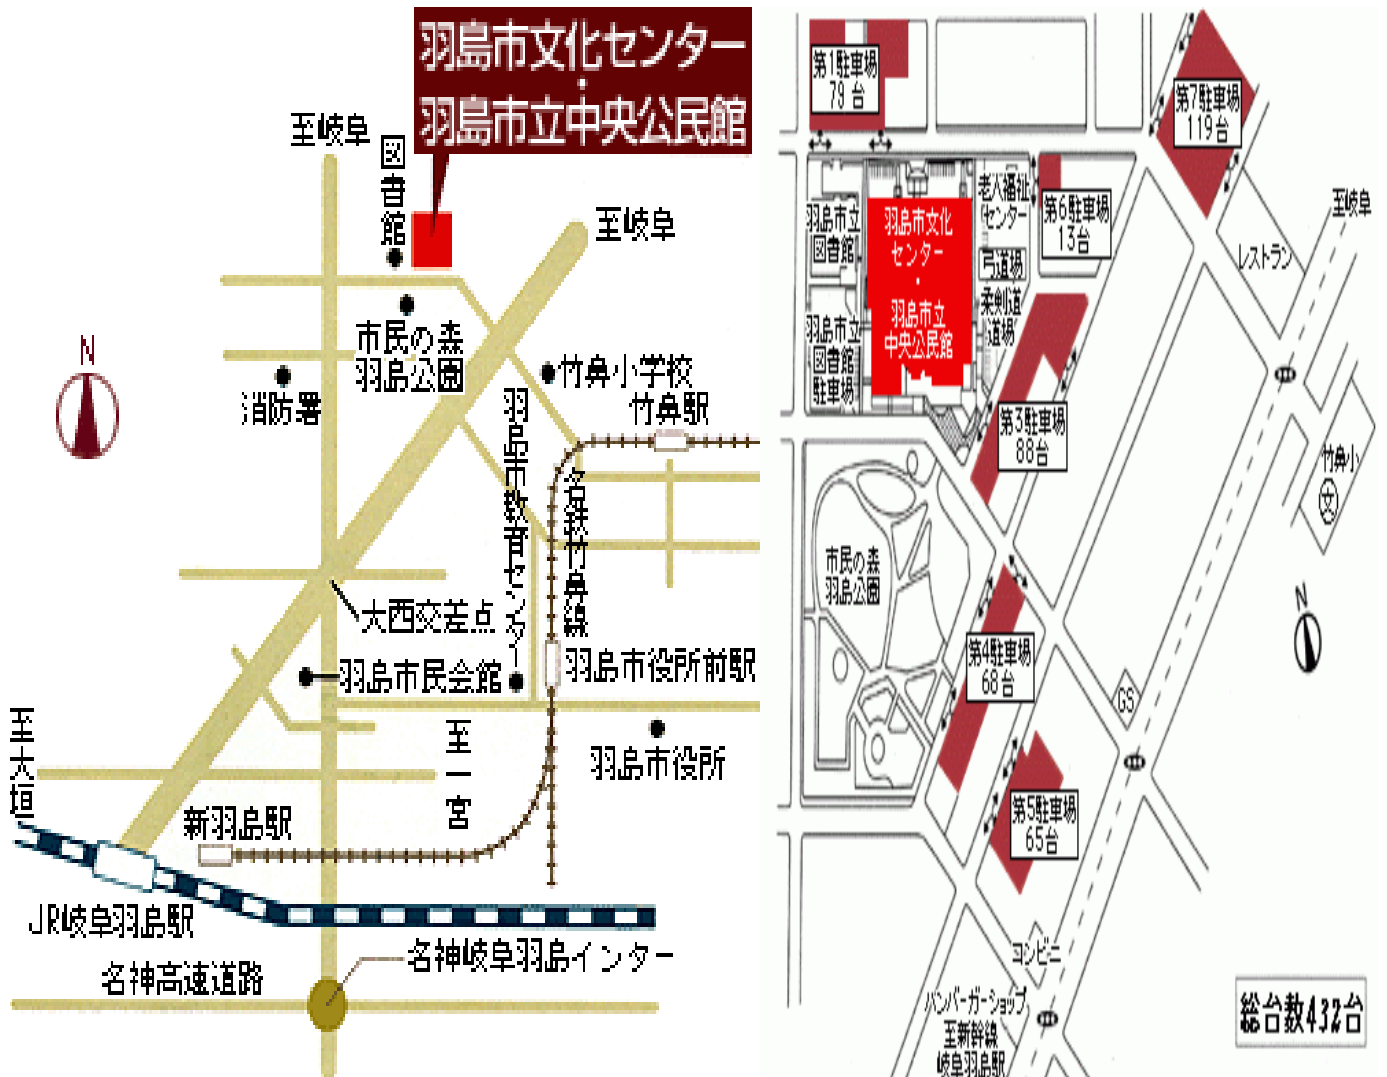 羽島市文化センター
・
羽島市立中央公民館
至岐阜
図書館
至岐阜
市民の森
羽島公園
N
消防署
竹鼻小学校
竹鼻駅
羽島市教育センター
名鉄竹鼻線
大西交差点
羽島市民会館
羽島市役所前駅
至大垣
至一宮
羽島市役所
新羽島駅
JR岐阜羽島駅
名神岐阜羽島インター
名神高速道路
第1駐車場
79台
第7駐車場
119台
老人福祉
センター
第6駐車場
13台
至岐阜
羽島市立
図書館
羽島市文化
センター
・
羽島市立
中央公民館
レストラン
弓道場
柔剣道
道場
羽島市立
図書館
駐車場
第3駐車場
88台
竹鼻小
文
市民の森
羽島公園
N
第4駐車場
68台
GS
第5駐車場
65台
コンビニ
ハンバーガーショップ
至新幹線
岐阜羽島駅
総台数432台